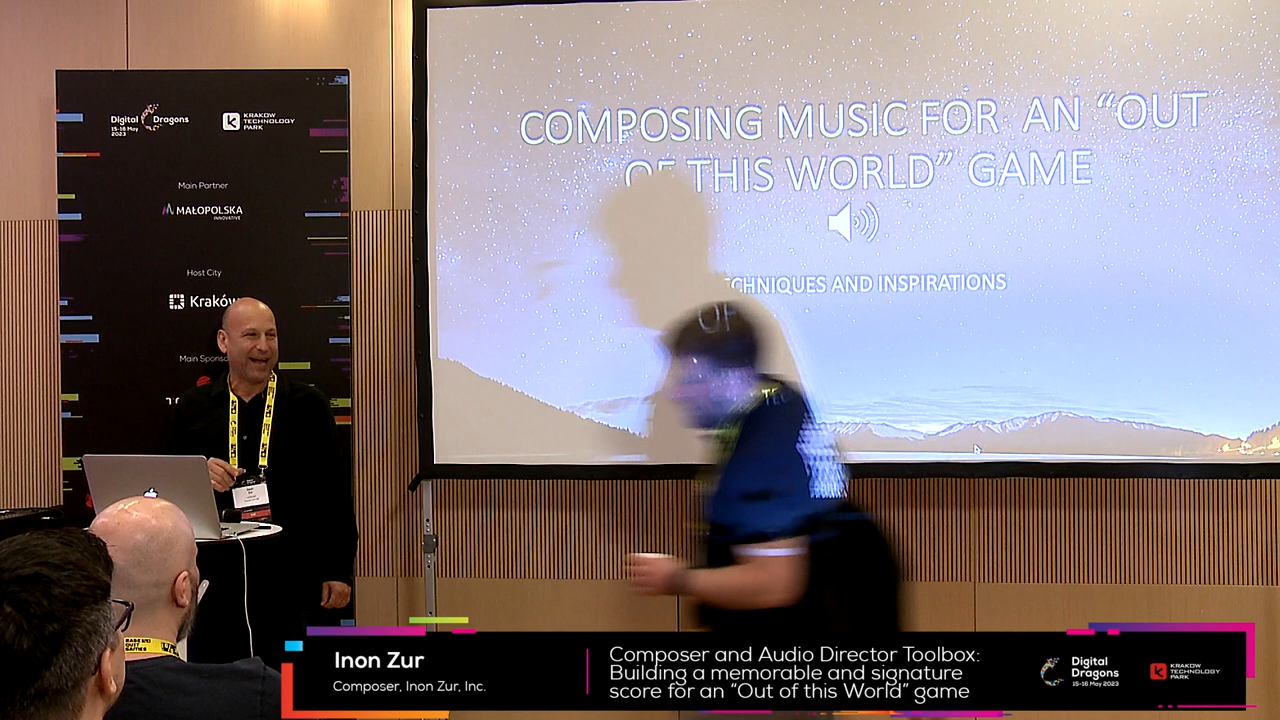 Digital Dragons
15-16 May
2023
KRAKOW
TECHNOLOGY
PARK
Main Partner
MAŁOPOLSKA
INNOVATIVE
Host City
Kraków
COMPOSING MUSIC FOR AN “OUT
OF THIS WORLD” GAME
TECHNIQUES AND INSPIRATIONS
Inon Zur
Composer, Inon Zur, Inc.
Composer and Audio Director Toolbox:
Building a memorable and signature
score for an “Out of this World” game
Digital
Dragons
15-16 May 2023
KRAKOW
TECHNOLOGY
PARK